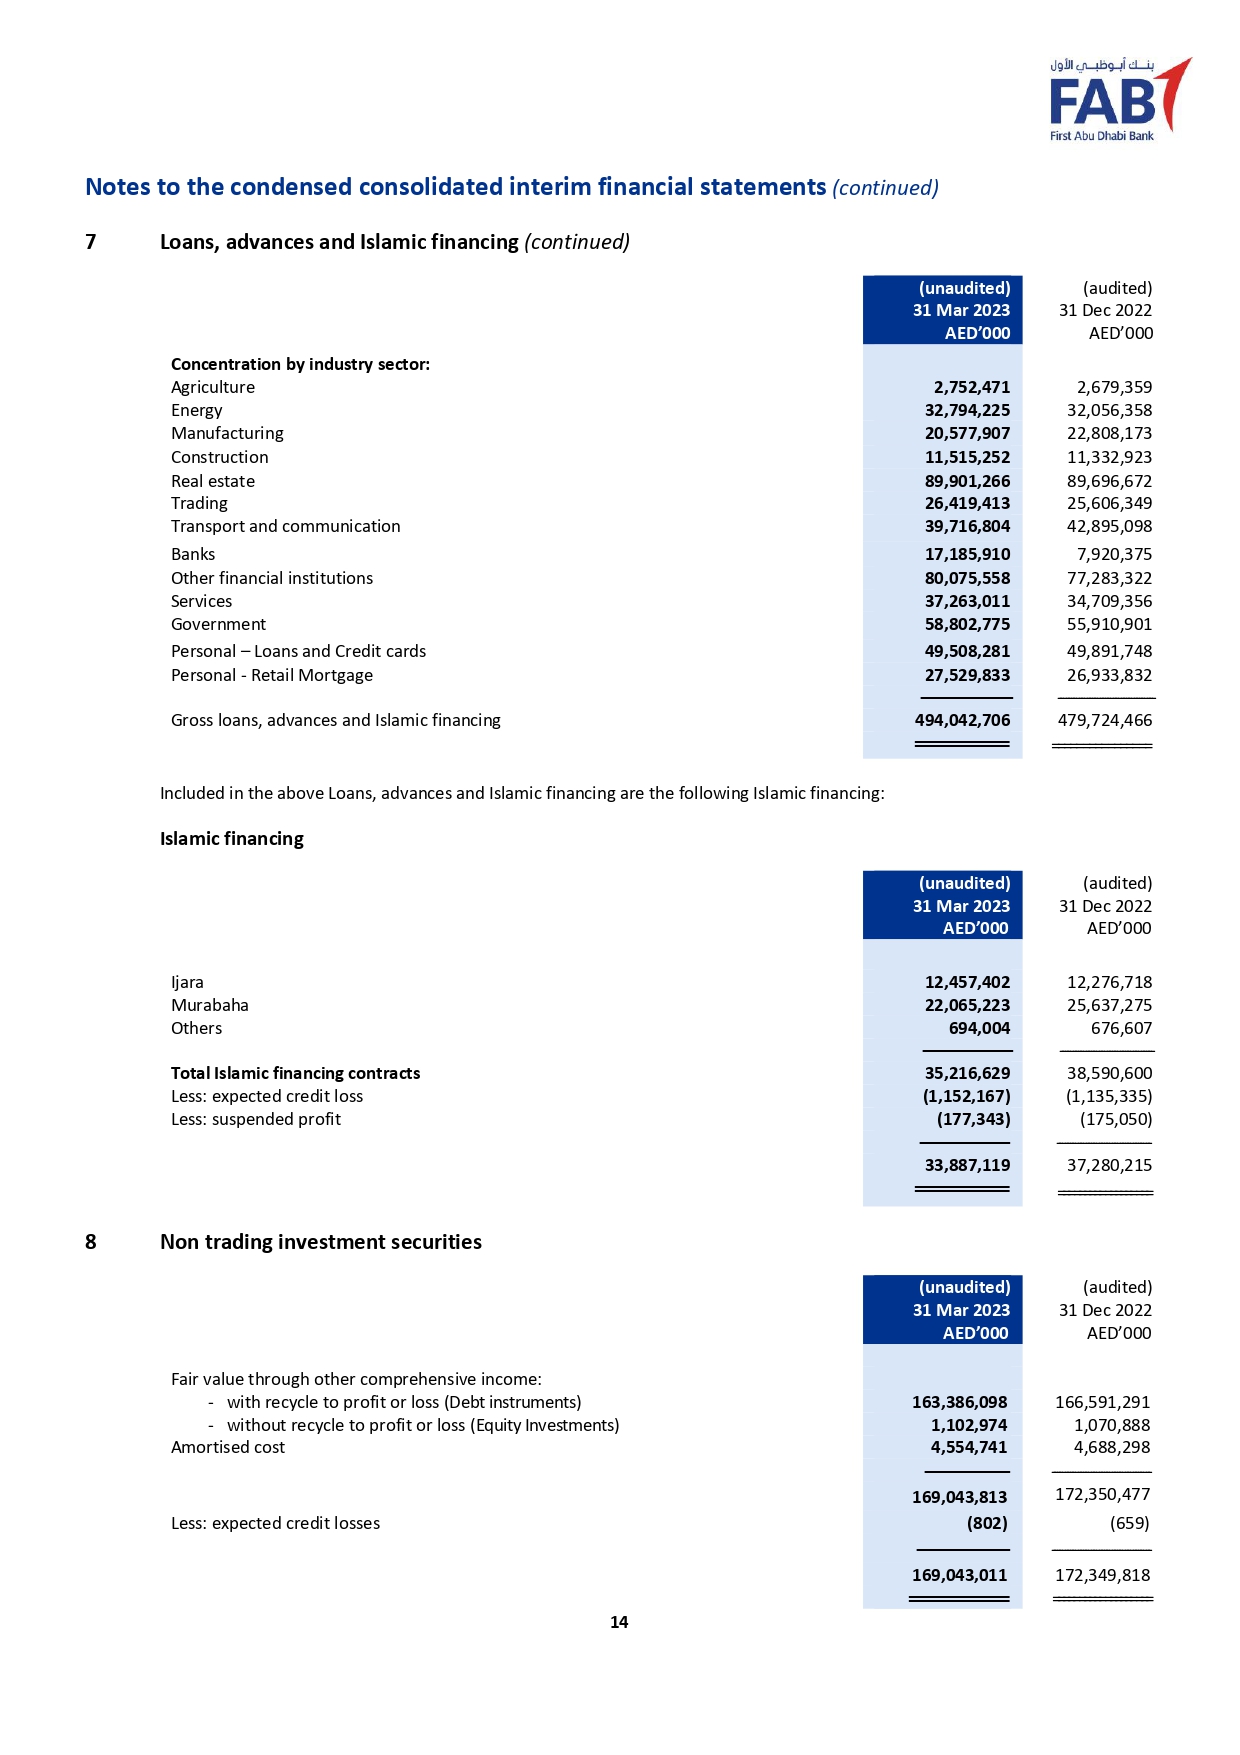 بنك أبوظبي الأول
FAB
First Abu Dhabi Bank
Notes to the condensed consolidated interim financial statements (continued)
7 Loans, advances and Islamic financing (continued)
(unaudited) (audited)
31 Mar 2023 31 Dec 2022
AED’000 AED’000
Concentration by industry sector:
Agriculture 2,752,471 2,679,359
Energy 32,794,225 32,056,358
Manufacturing 20,577,907 22,808,173
Construction 11,515,252 11,332,923
Real estate 89,901,266 89,696,672
Trading 26,419,413 25,606,349
Transport and communication 39,716,804 42,895,098
Banks 17,185,910 7,920,375
Other financial institutions 80,075,558 77,283,322
Services 37,263,011 34,709,356
Government 58,802,775 55,910,901
Personal – Loans and Credit cards 49,508,281 49,891,748
Personal - Retail Mortgage 27,529,833 26,933,832
Gross loans, advances and Islamic financing 494,042,706 479,724,466
Included in the above Loans, advances and Islamic financing are the following Islamic financing:
Islamic financing
(unaudited) (audited)
31 Mar 2023 31 Dec 2022
AED’000 AED’000
Ijara 12,457,402 12,276,718
Murabaha 22,065,223 25,637,275
Others 694,004 676,607
Total Islamic financing contracts 35,216,629 38,590,600
Less: expected credit loss (1,152,167) (1,135,335)
Less: suspended profit (177,343) (175,050)
33,887,119 37,280,215
8 Non trading investment securities
(unaudited) (audited)
31 Mar 2023 31 Dec 2022
AED’000 AED’000
Fair value through other comprehensive income:
- with recycle to profit or loss (Debt instruments) 163,386,098 166,591,291
- without recycle to profit or loss (Equity Investments) 1,102,974 1,070,888
Amortised cost 4,554,741 4,688,298
169,043,813 172,350,477
Less: expected credit losses (802) (659)
169,043,011 172,349,818
14